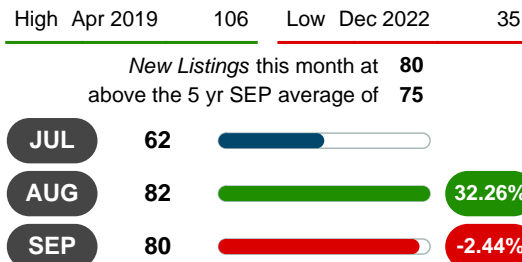 High Apr 2019 106 Low Dec 2022 35
New Listings this month at 80
above the 5 yr SEP average of 75
JUL 62
AUG 82 32.26%
SEP 80 -2.44%